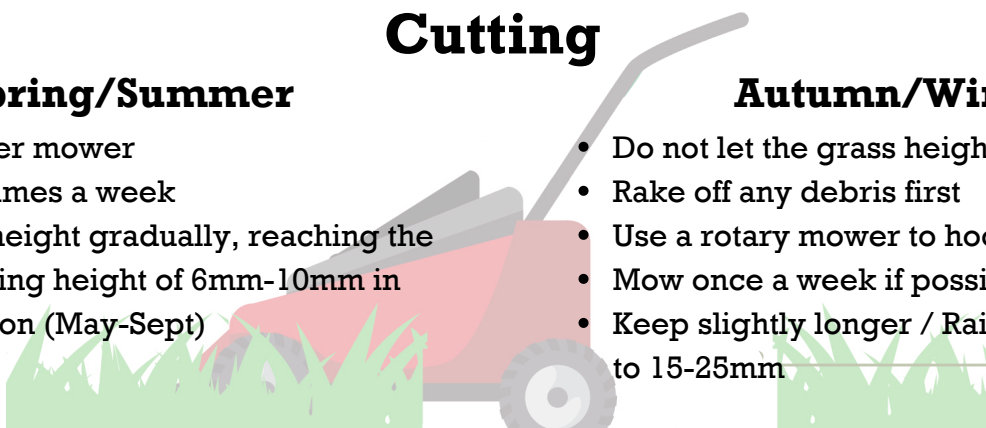 Cutting
pring/Summer
er mower
mes a week
height gradually, reaching the
ing height of 6mm-10mm in
on (May-Sept)
Autumn/Win
• Do not let the grass heigh
• Rake off any debris first
• Use a rotary mower to hoo
• Mow once a week if possi
• Keep slightly longer / Rai
to 15-25mm